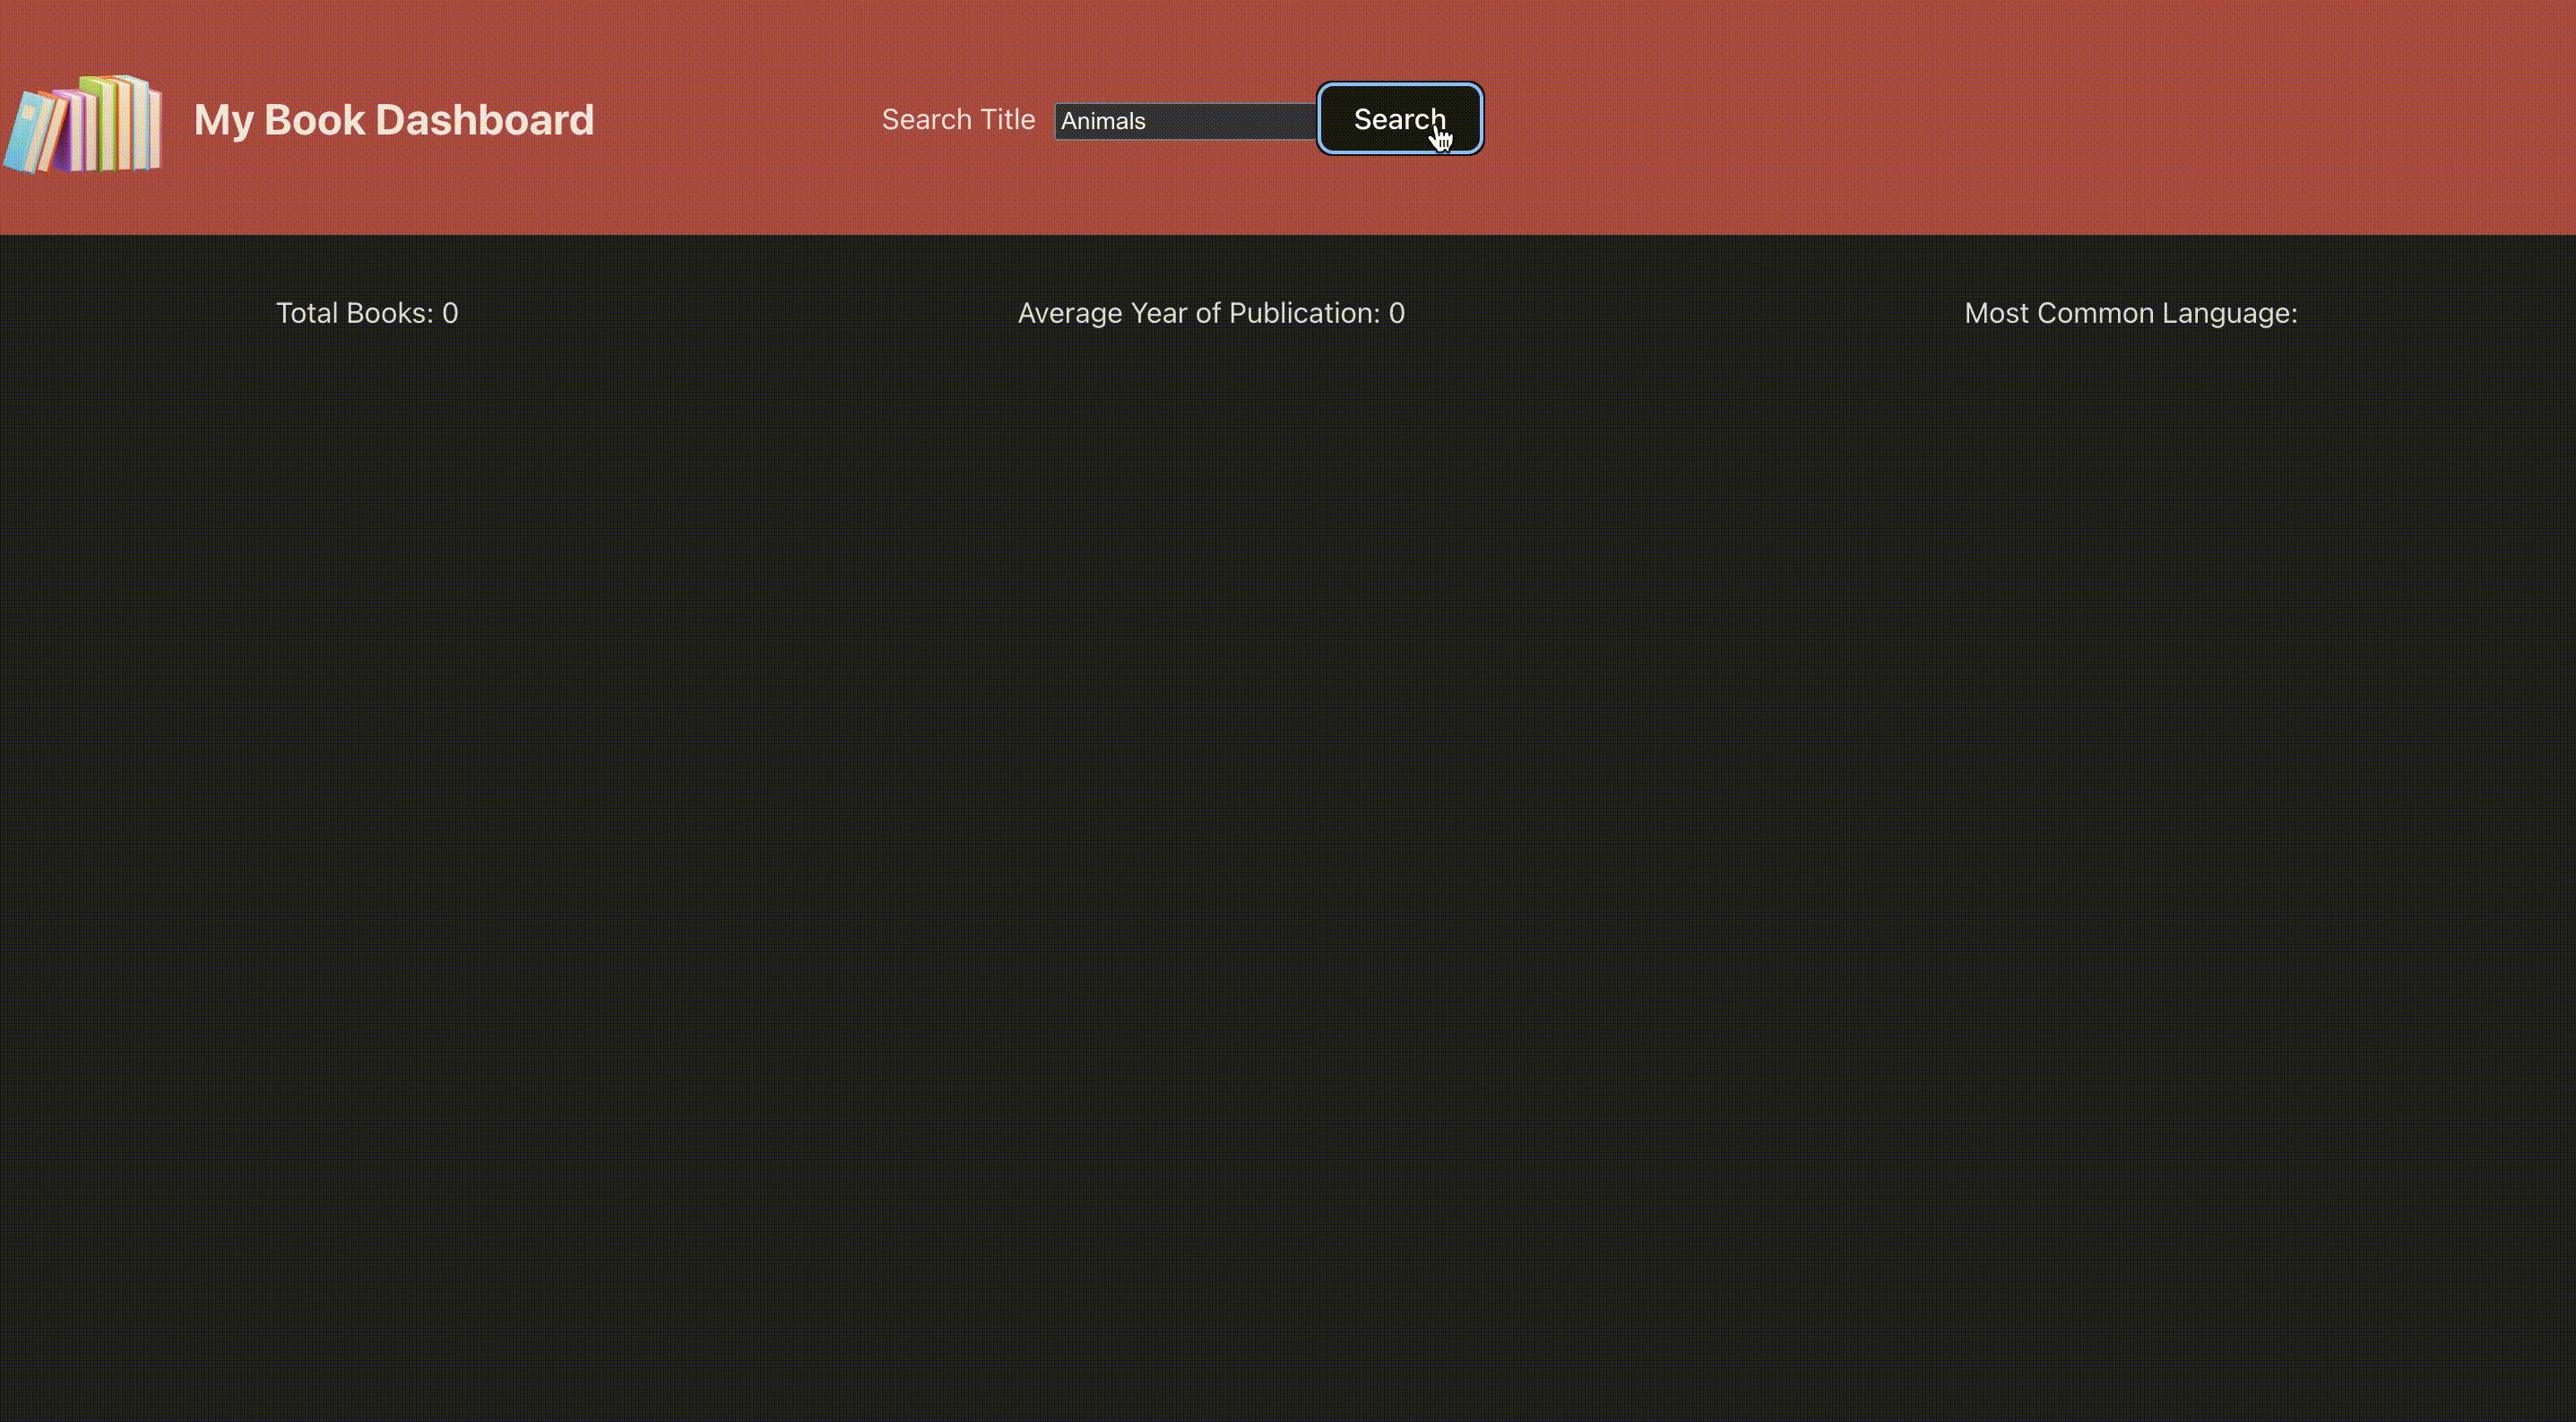 My Book Dashboard
Search Title Animals Search
Total Books: 0 Average Year of Publication: 0 Most Common Language: